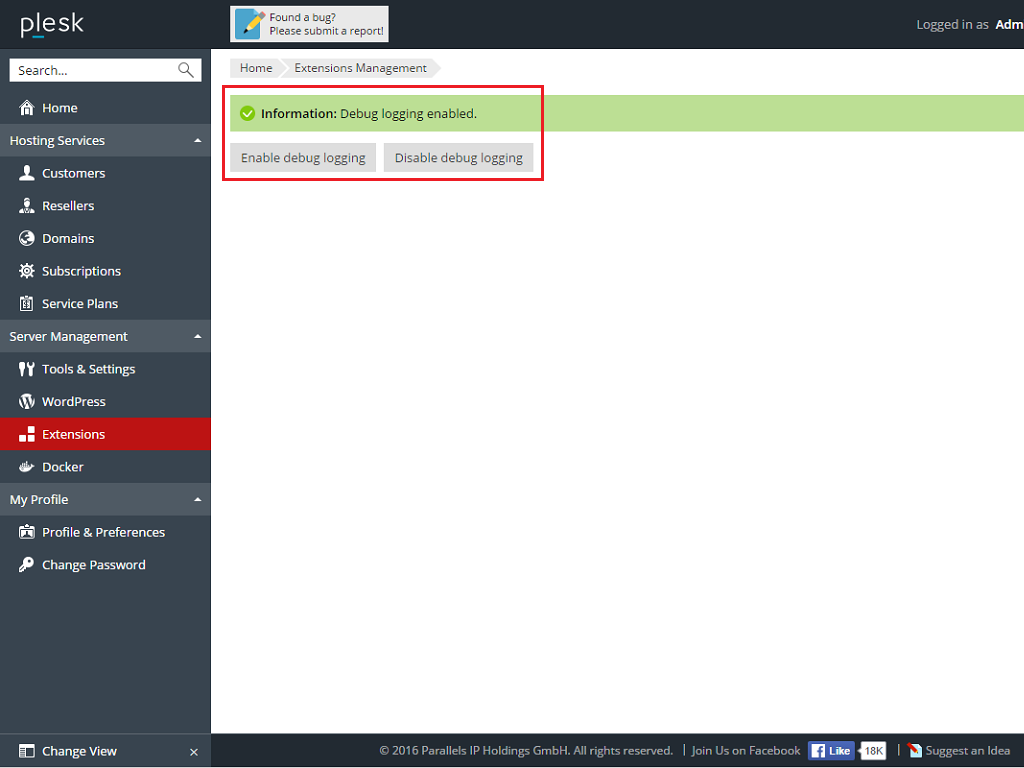 plesk
Found a bug?
Please submit a report!
Logged in as Adm
Search...
Home
Hosting Services
Customers
Resellers
Domains
Subscriptions
Service Plans
Server Management
Tools & Settings
WordPress
Extensions
Docker
My Profile
Profile & Preferences
Change Password
Change View
Home Extensions Management
Information: Debug logging enabled.
Enable debug logging Disable debug logging
© 2016 Parallels IP Holdings GmbH. All rights reserved. | Join Us on Facebook Like 18K | Suggest an Idea